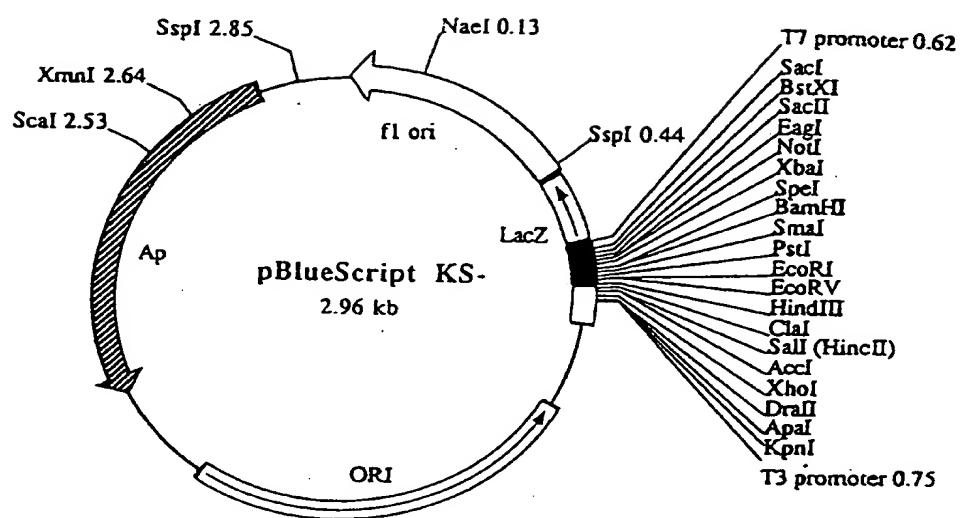 SspI 2.85
NaeI 0.13
XmnI 2.64
ScaI 2.53
f1 ori
SspI 0.44
LacZ
Ap
pBlueScript KS-
2.96 kb
ORI
T7 promoter 0.62
SacI
BstXI
SacII
EagI
NotI
XbaI
SpeI
BamHI
SmaI
PstI
EcoRI
EcoRV
HindIII
ClaI
SalI (HincII)
AccI
XhoI
DraII
ApaI
KpnI
T3 promoter 0.75